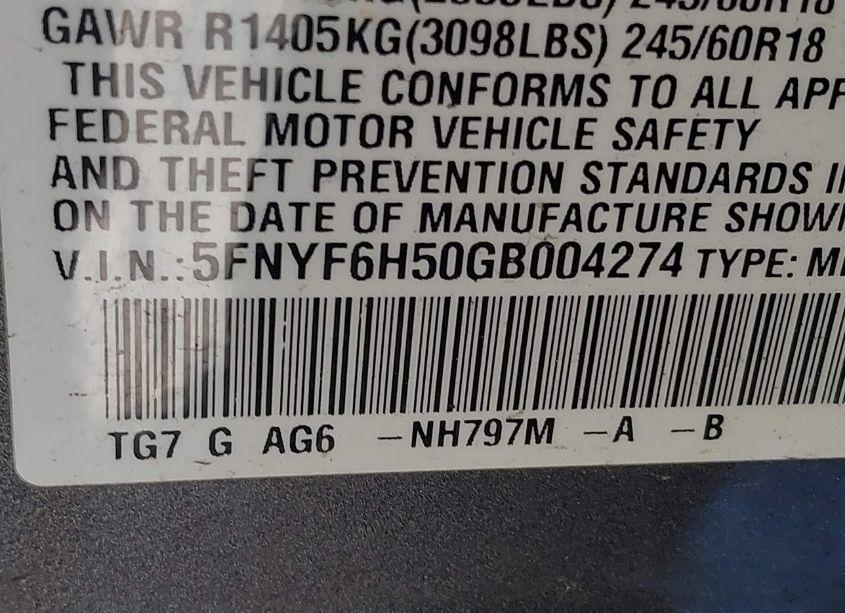 GAWR R1405KG(3098LBS) 245/60R18
THIS VEHICLE CONFORMS TO ALL APP
FEDERAL MOTOR VEHICLE SAFETY
AND THEFT PREVENTION STANDARDS I
ON THE DATE OF MANUFACTURE SHOW
V.I.N.:5FNYF6H50GB004274 TYPE: M
TG7 G AG6 -NH797M -A -B